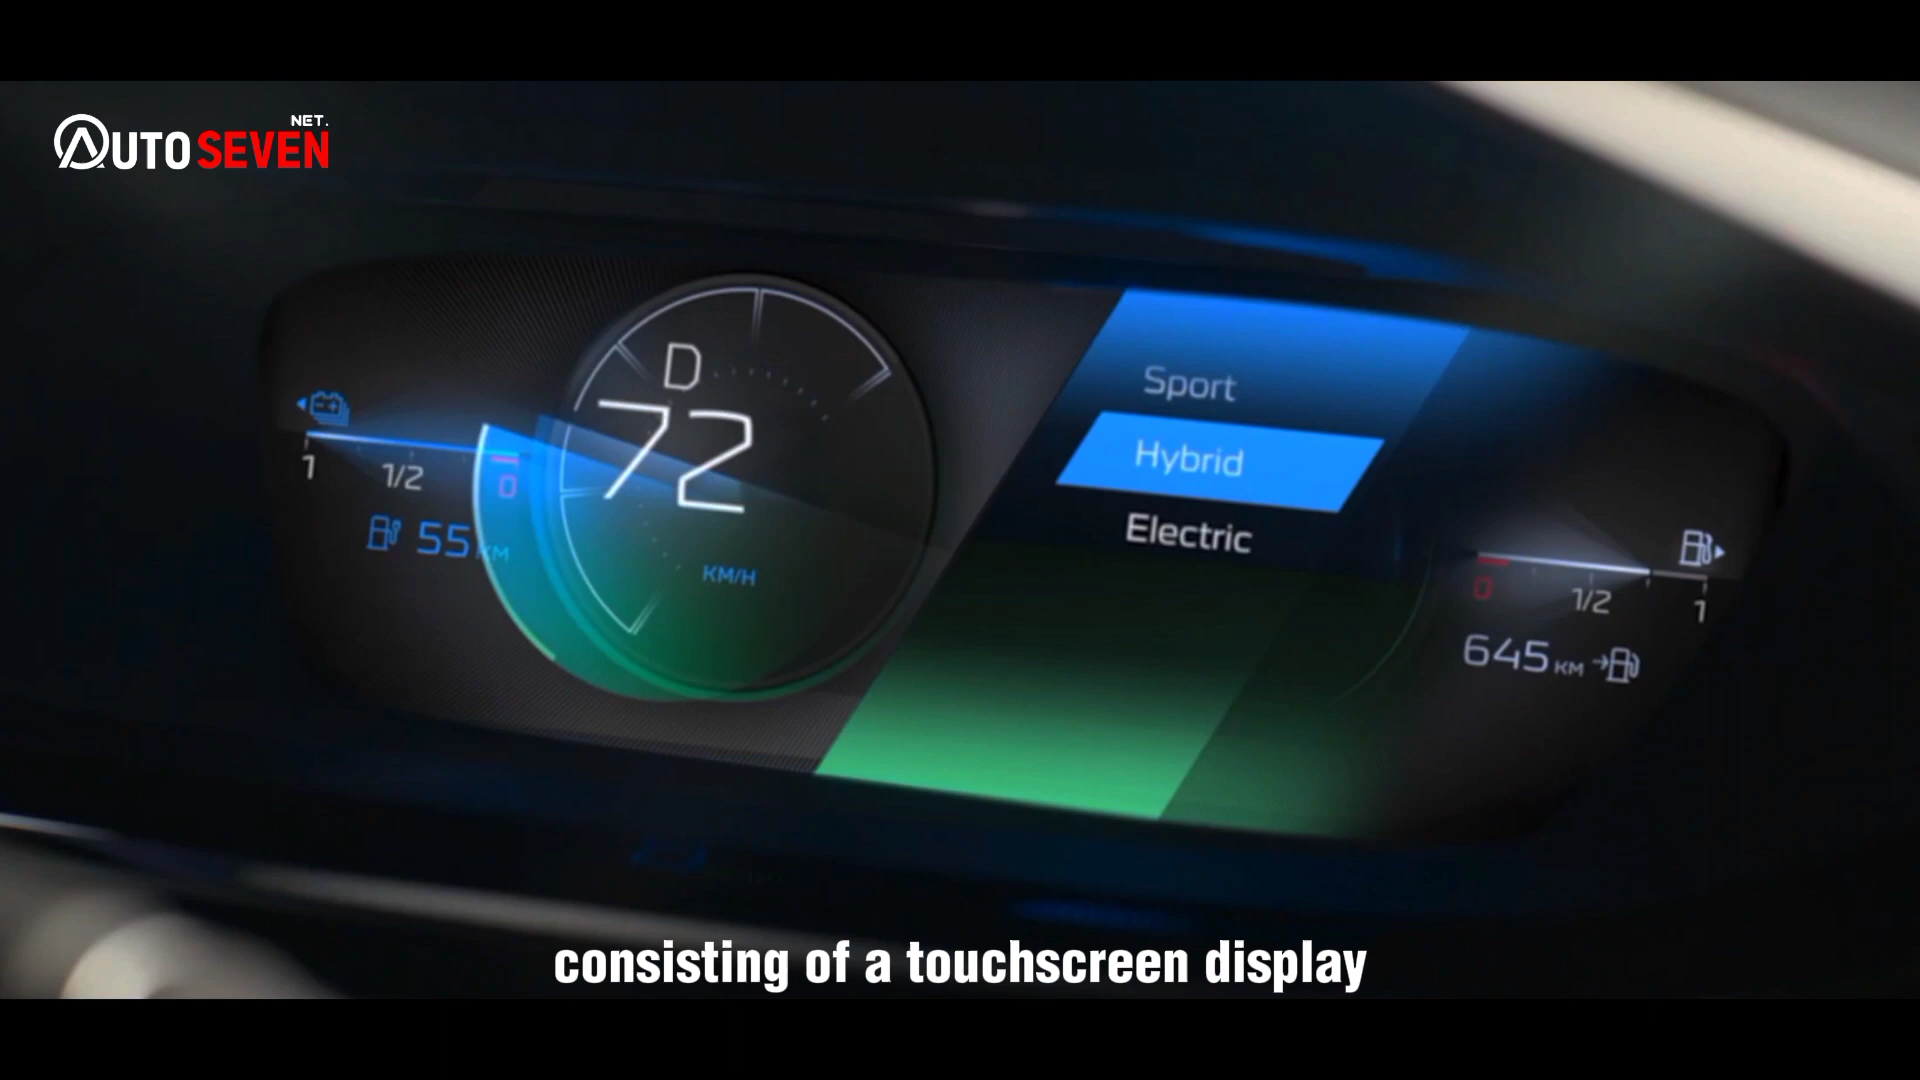 NET.
AUTO SEVEN
D
72
KM/H
1 1/2 0
55 KM
Sport
Hybrid
Electric
0 1/2 1
645 KM
consisting of a touchscreen display